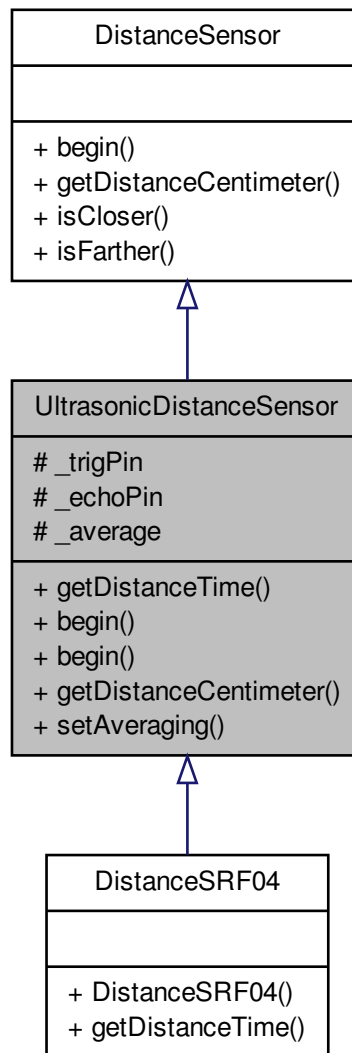 DistanceSensor
+ begin()
+ getDistanceCentimeter()
+ isCloser()
+ isFarther()
UltrasonicDistanceSensor
# _trigPin
# _echoPin
# _average
+ getDistanceTime()
+ begin()
+ begin()
+ getDistanceCentimeter()
+ setAveraging()
DistanceSRF04
+ DistanceSRF04()
+ getDistanceTime()